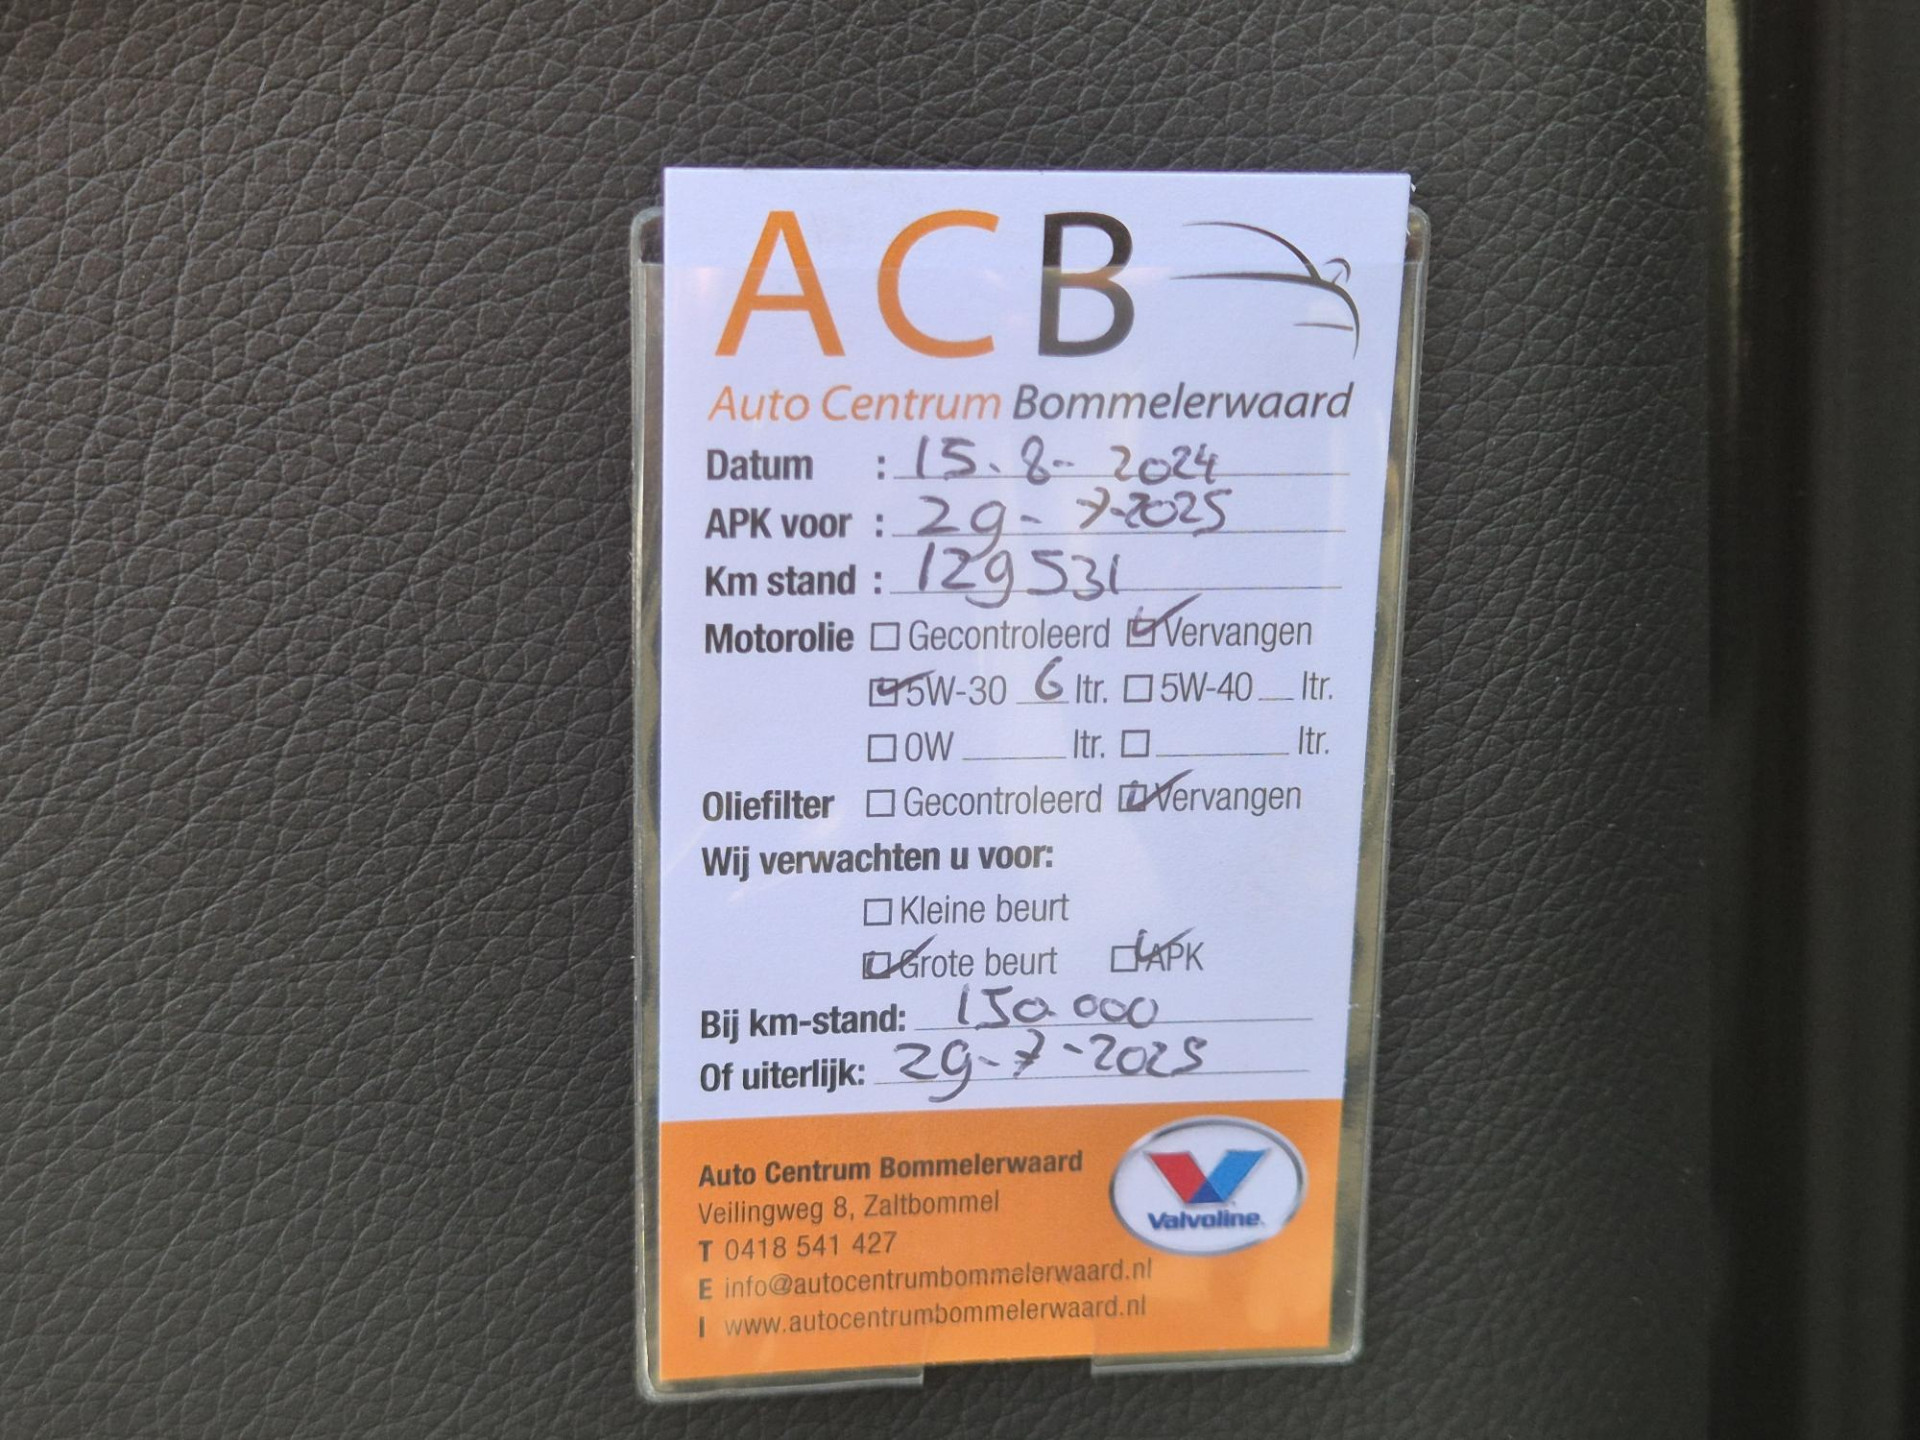 ACB
Auto Centrum Bommelerwaard
Datum : 15-8-2024
APK voor : 29-7-2025
Km stand : 129531
Motorolie ☐ Gecontroleerd ☑ Vervangen
☑ 5W-30 6 ltr. ☐ 5W-40 __ ltr.
☐ 0W ______ ltr. ☐ ________ ltr.
Oliefilter ☐ Gecontroleerd ☑ Vervangen
Wij verwachten u voor:
☐ Kleine beurt
☑ Grote beurt ☑ APK
Bij km-stand: 150.000
Of uiterlijk: 29-7-2025
Auto Centrum Bommelerwaard
Veilingweg 8, Zaltbommel
T 0418 541 427
E info@autocentrumbommelerwaard.nl
I www.autocentrumbommelerwaard.nl
Valvoline